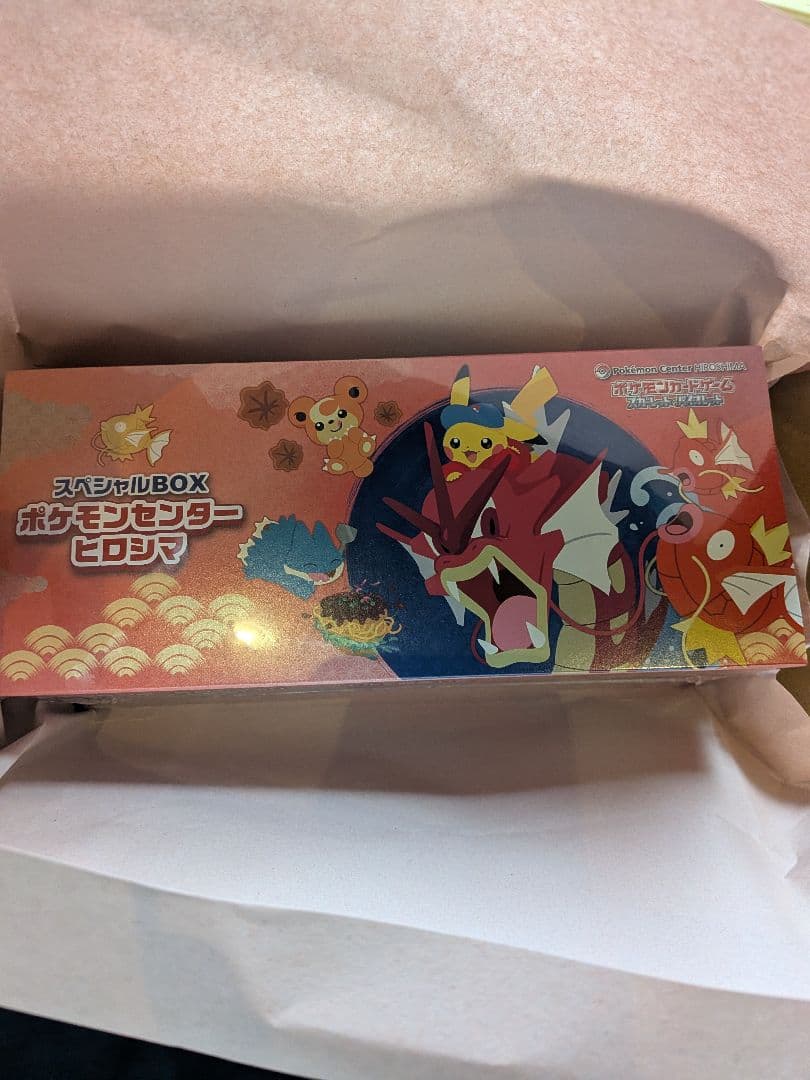 スペシャルBOX
ポケモンセンター
ヒロシマ
Pokémon Center HIROSHIMA
ポケモンカードゲーム
スカーレット&バイオレット